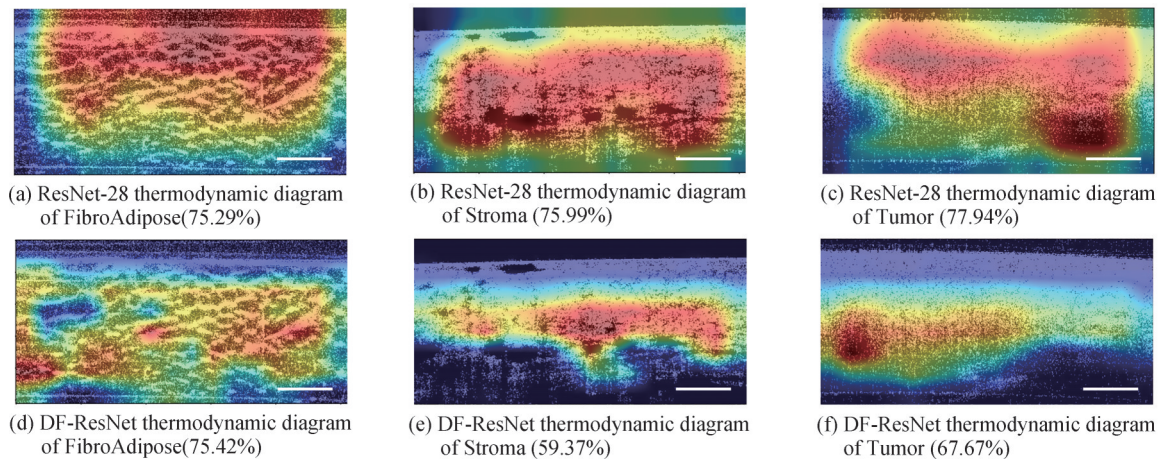 (a) ResNet-28 thermodynamic diagram
of FibroAdipose(75.29%)
(b) ResNet-28 thermodynamic diagram
of Stroma (75.99%)
(c) ResNet-28 thermodynamic diagram
of Tumor (77.94%)
(d) DF-ResNet thermodynamic diagram
of FibroAdipose(75.42%)
(e) DF-ResNet thermodynamic diagram
of Stroma (59.37%)
(f) DF-ResNet thermodynamic diagram
of Tumor (67.67%)